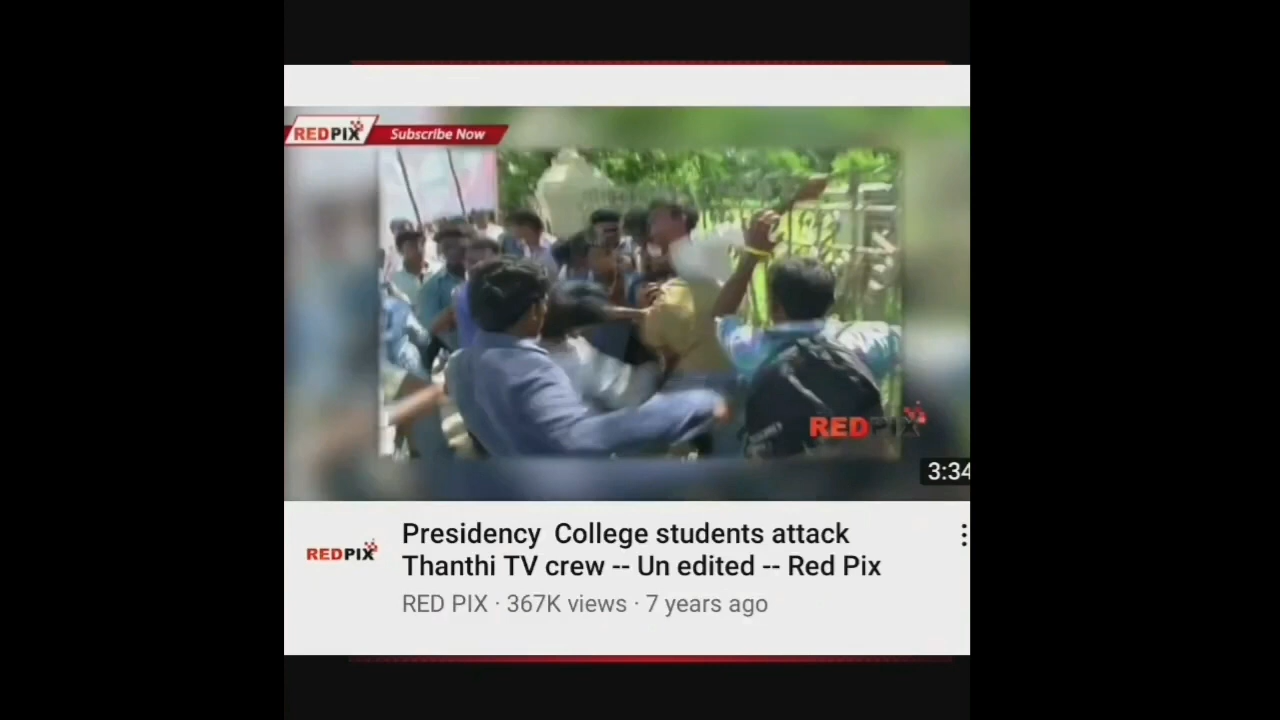 REDPIX Subscribe Now
REDPIX
3:34
Presidency College students attack
REDPIX
Thanthi TV crew -- Un edited -- Red Pix
RED PIX · 367K views · 7 years ago